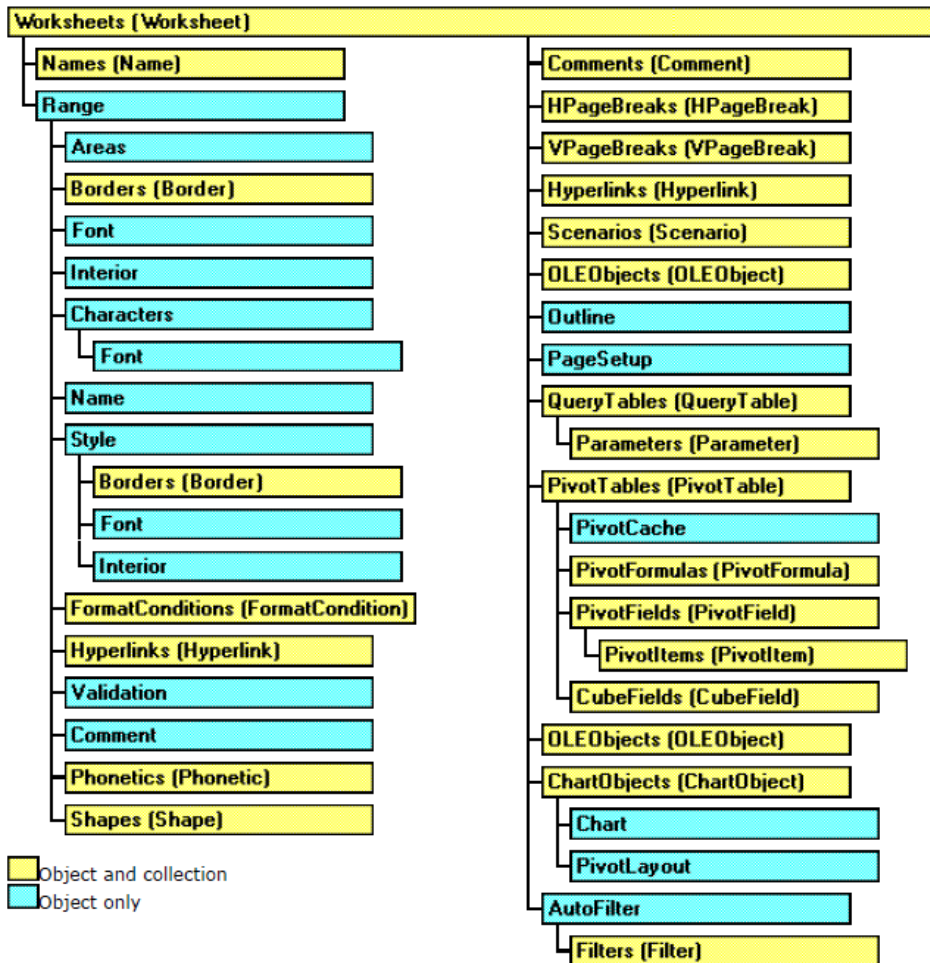 Worksheets (Worksheet)
Names (Name)
Range
Areas
Borders (Border)
Font
Interior
Characters
Font
Name
Style
Borders (Border)
Font
Interior
FormatConditions (FormatCondition)
Hyperlinks (Hyperlink)
Validation
Comment
Phonetics (Phonetic)
Shapes (Shape)
Object and collection
Object only
Comments (Comment)
HPageBreaks (HPageBreak)
VPageBreaks (VPageBreak)
Hyperlinks (Hyperlink)
Scenarios (Scenario)
OLEObjects (OLEObject)
Outline
PageSetup
QueryTables (QueryTable)
Parameters (Parameter)
PivotTables (PivotTable)
PivotCache
PivotFormulas (PivotFormula)
PivotFields (PivotField)
PivotItems (PivotItem)
CubeFields (CubeField)
OLEObjects (OLEObject)
ChartObjects (ChartObject)
Chart
PivotLayout
AutoFilter
Filters (Filter)